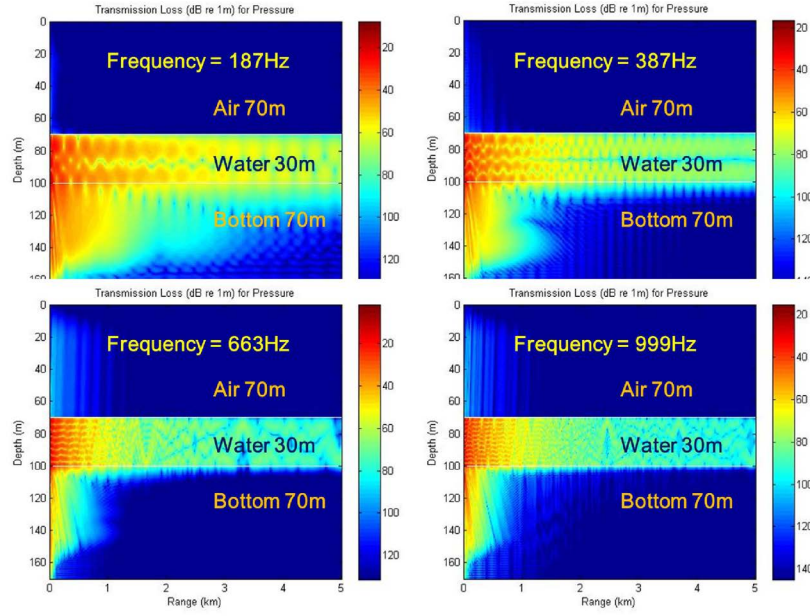 Transmission Loss (dB re 1m) for Pressure
0
20
40
60
80
100
120
140
160
Depth (m)
Frequency = 187Hz
Air 70m
Water 30m
Bottom 70m
20
40
60
80
100
120
Transmission Loss (dB re 1m) for Pressure
0
20
40
60
80
100
120
140
160
Depth (m)
Frequency = 387Hz
Air 70m
Water 30m
Bottom 70m
20
40
60
80
100
120
140
Transmission Loss (dB re 1m) for Pressure
0
20
40
60
80
100
120
140
160
Depth (m)
Frequency = 663Hz
Air 70m
Water 30m
Bottom 70m
0 1 2 3 4 5
Range (km)
20
40
60
80
100
120
Transmission Loss (dB re 1m) for Pressure
0
20
40
60
80
100
120
140
160
Depth (m)
Frequency = 999Hz
Air 70m
Water 30m
Bottom 70m
0 1 2 3 4 5
Range (km)
20
40
60
80
100
120
140